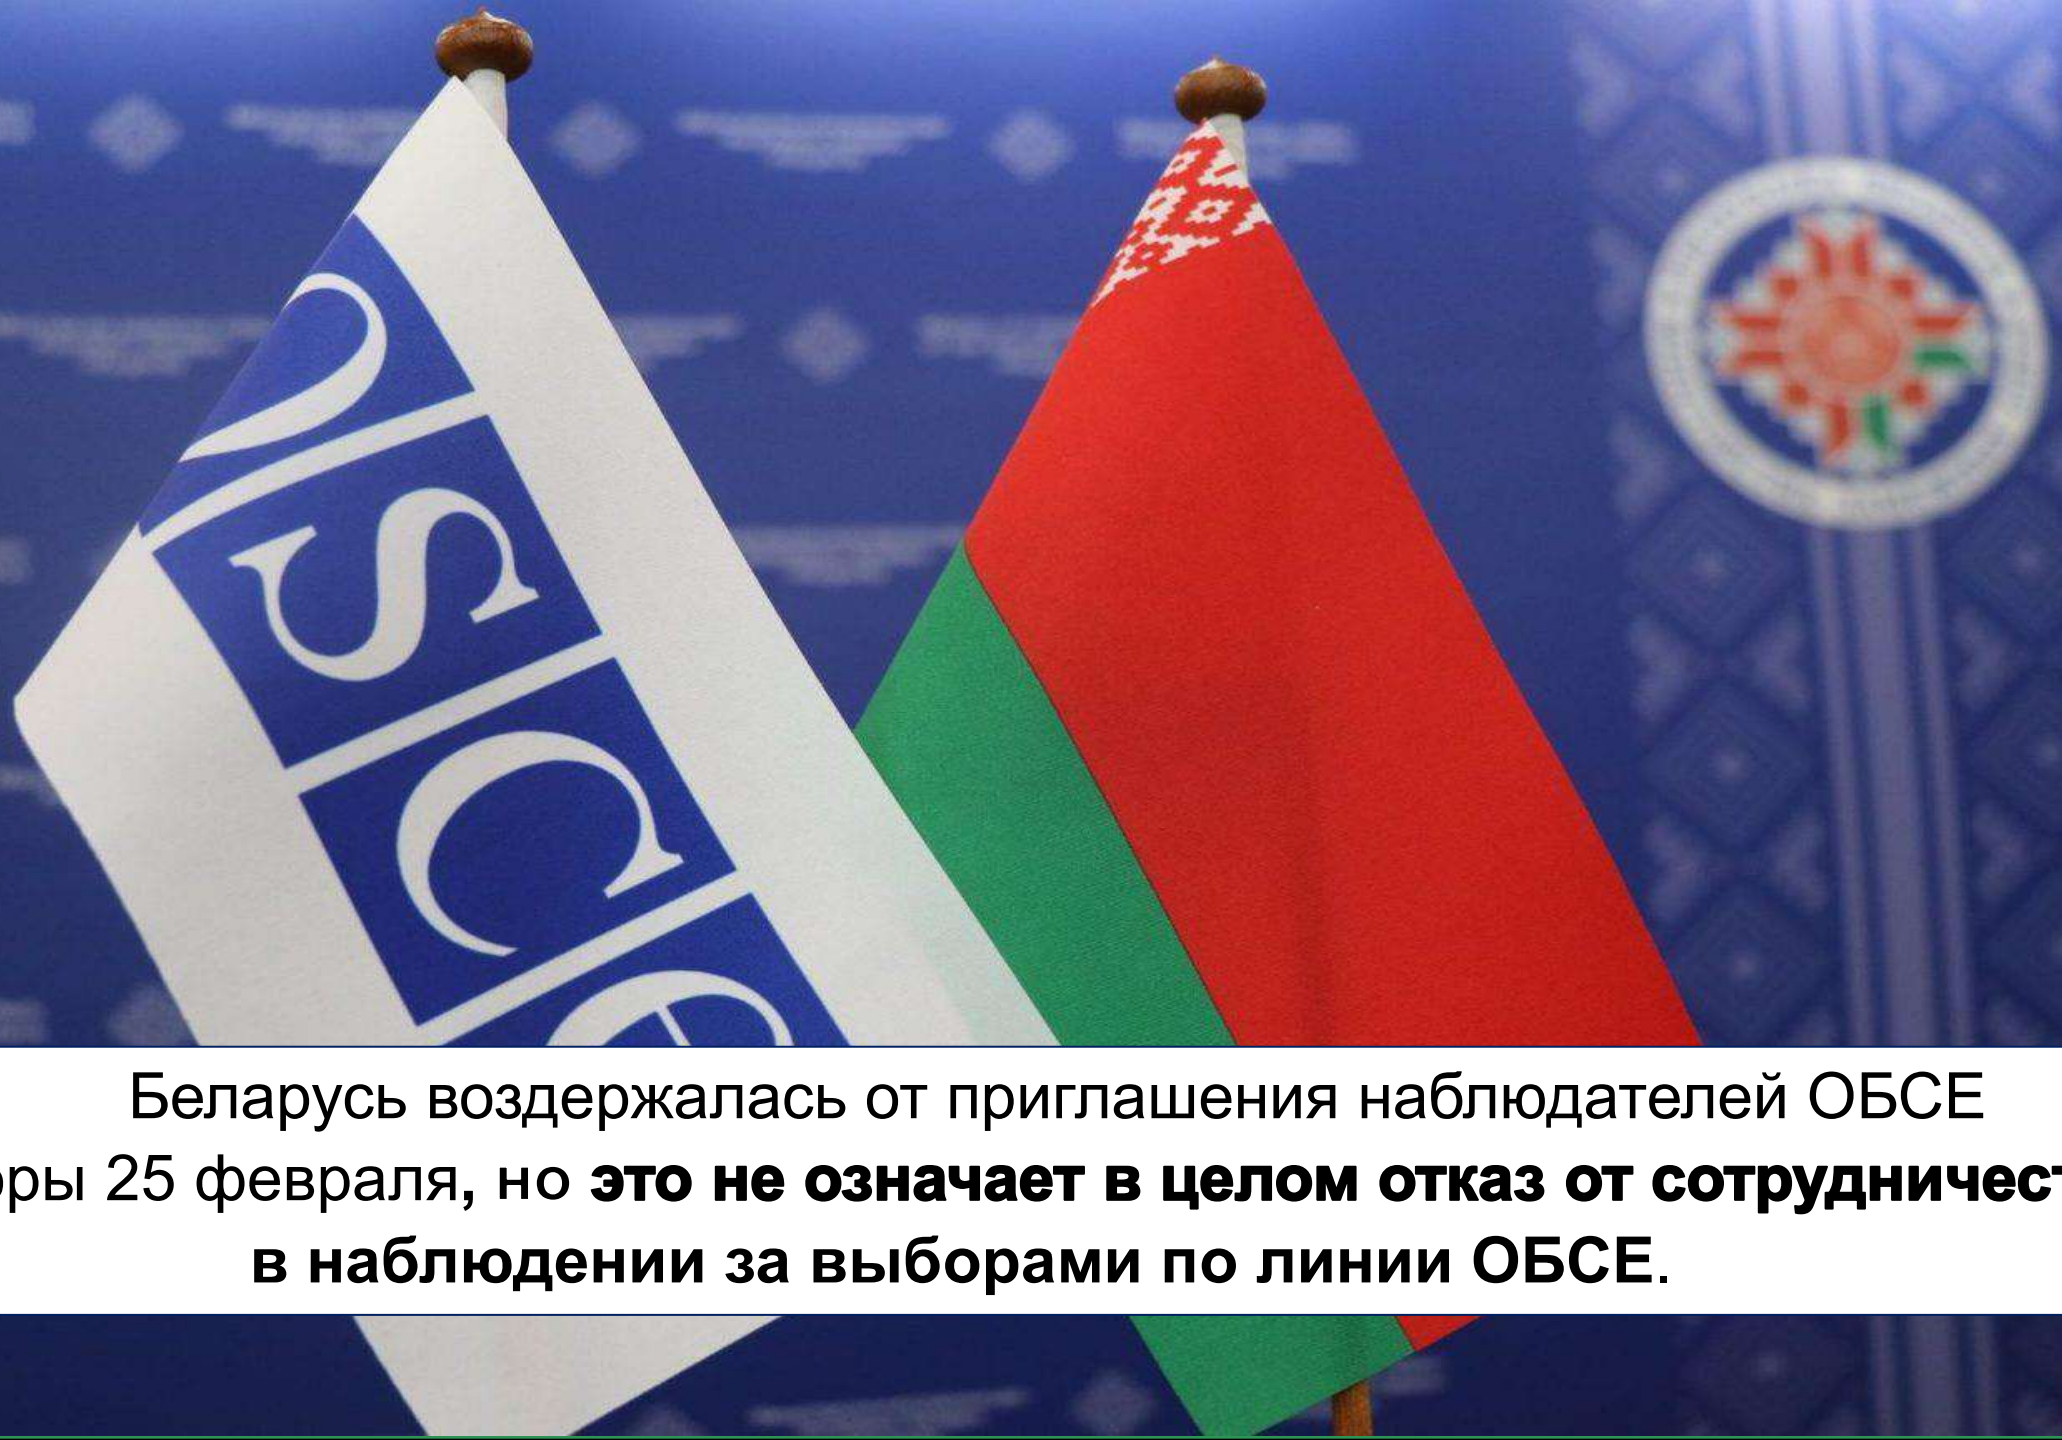 OSCE
Беларусь воздержалась от приглашения наблюдателей ОБСЕ
оры 25 февраля, но это не означает в целом отказ от сотрудничест
в наблюдении за выборами по линии ОБСЕ.